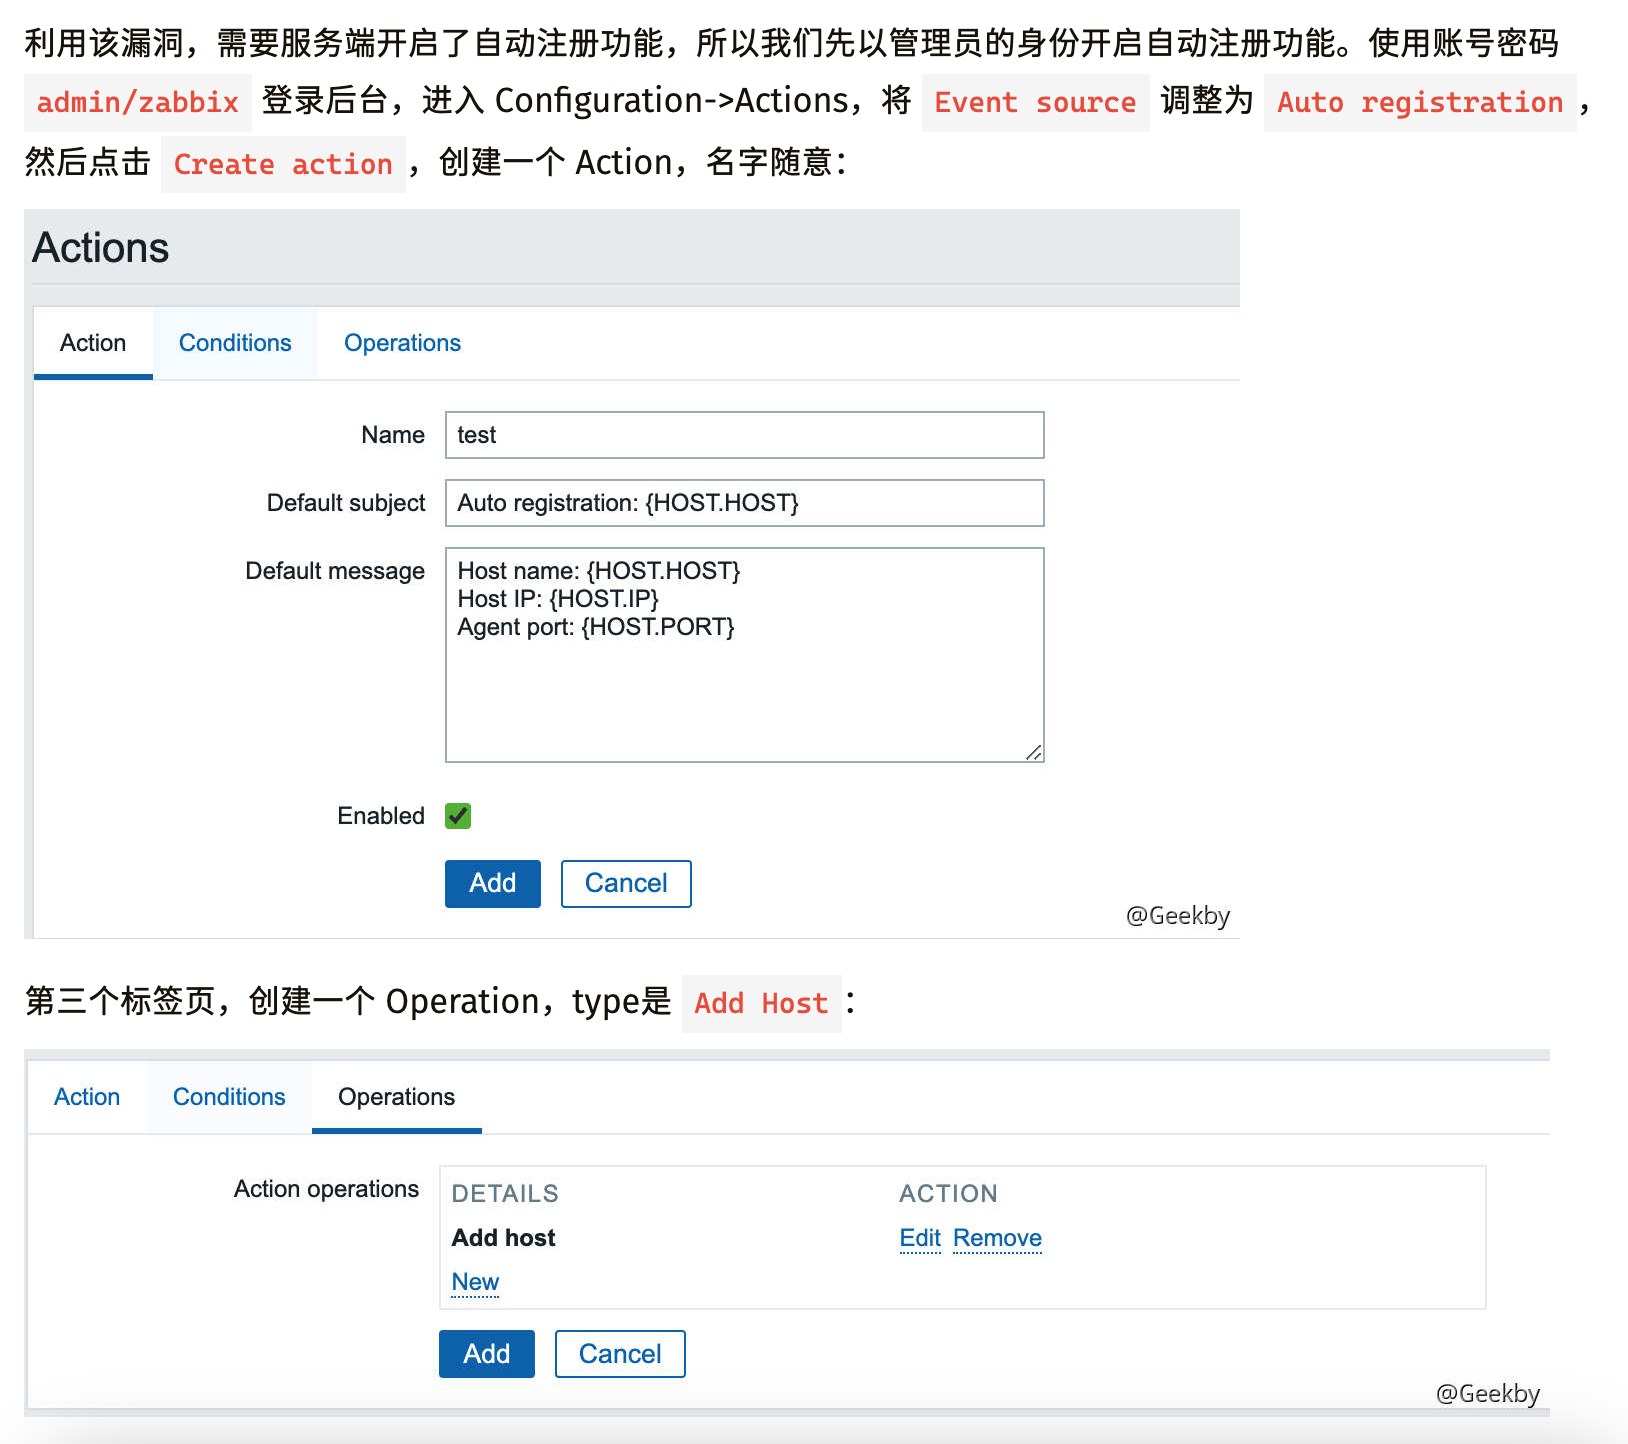 利用该漏洞，需要服务端开启了自动注册功能，所以我们先以管理员的身份开启自动注册功能。使用账号密码
admin/zabbix 登录后台，进入 Configuration->Actions，将 Event source 调整为 Auto registration，
然后点击 Create action，创建一个 Action，名字随意：
Actions
Action Conditions Operations
Name test
Default subject Auto registration: {HOST.HOST}
Default message Host name: {HOST.HOST}
Host IP: {HOST.IP}
Agent port: {HOST.PORT}
Enabled
Add Cancel
@Geekby
第三个标签页，创建一个 Operation，type是 Add Host：
Action Conditions Operations
Action operations DETAILS ACTION
Add host Edit Remove
New
Add Cancel
@Geekby